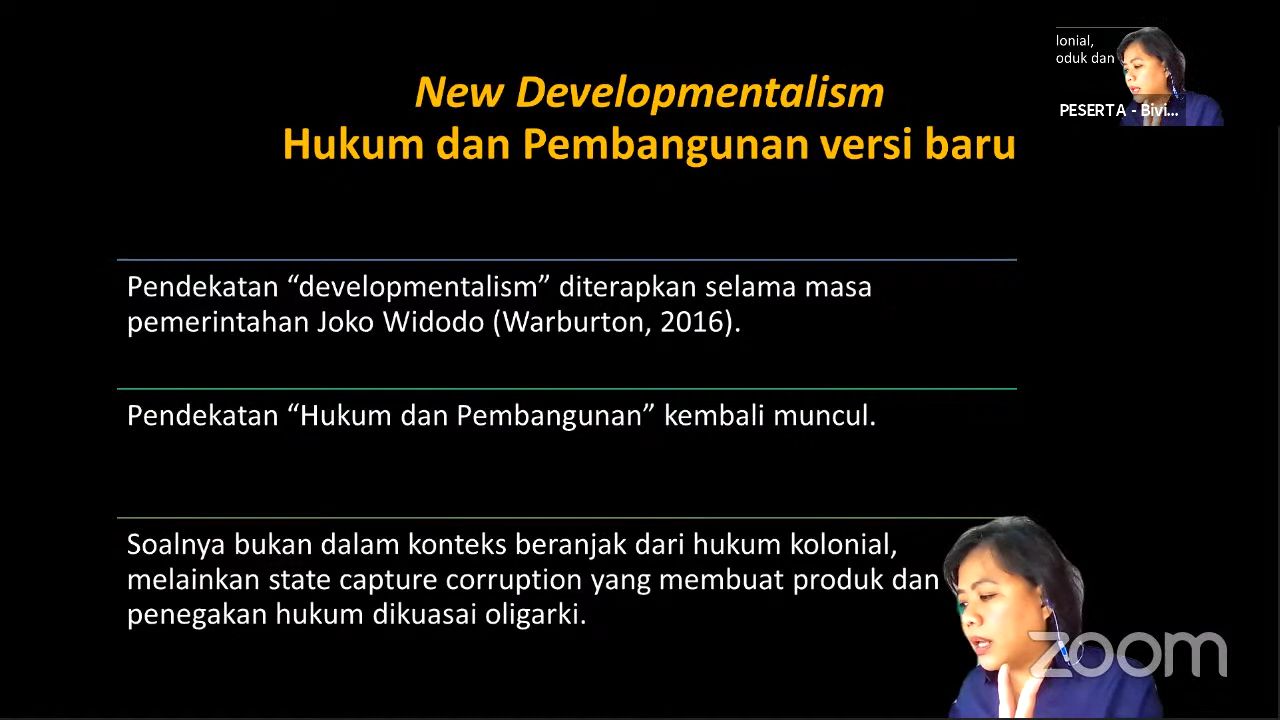 New Developmentalism
Hukum dan Pembangunan versi baru
lonial,
oduk dan
PESERTA - Bivi...
Pendekatan “developmentalism” diterapkan selama masa
pemerintahan Joko Widodo (Warburton, 2016).
Pendekatan “Hukum dan Pembangunan” kembali muncul.
Soalnya bukan dalam konteks beranjak dari hukum kolonial,
melainkan state capture corruption yang membuat produk dan
penegakan hukum dikuasai oligarki.
zoom